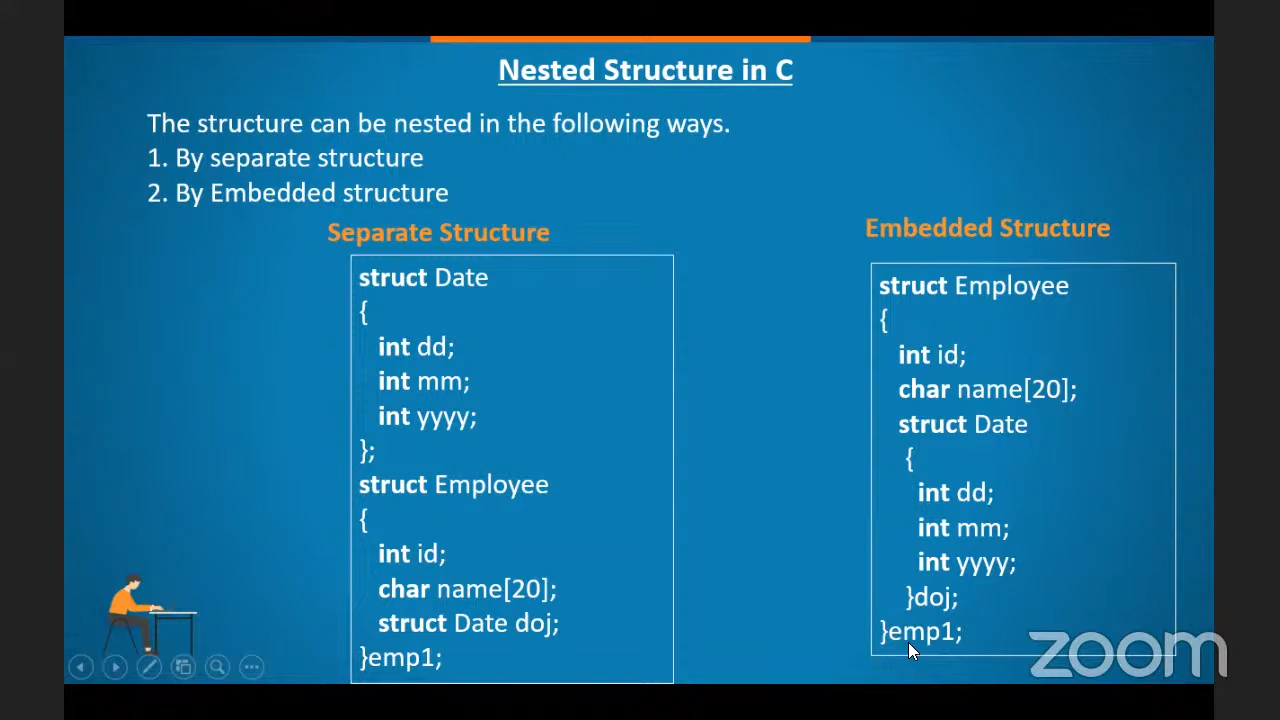 Nested Structure in C
The structure can be nested in the following ways.
1. By separate structure
2. By Embedded structure
Separate Structure
struct Date
{
int dd;
int mm;
int yyyy;
};
struct Employee
{
int id;
char name[20];
struct Date doj;
}emp1;
Embedded Structure
struct Employee
{
int id;
char name[20];
struct Date
{
int dd;
int mm;
int yyyy;
}doj;
}emp1;
zoom